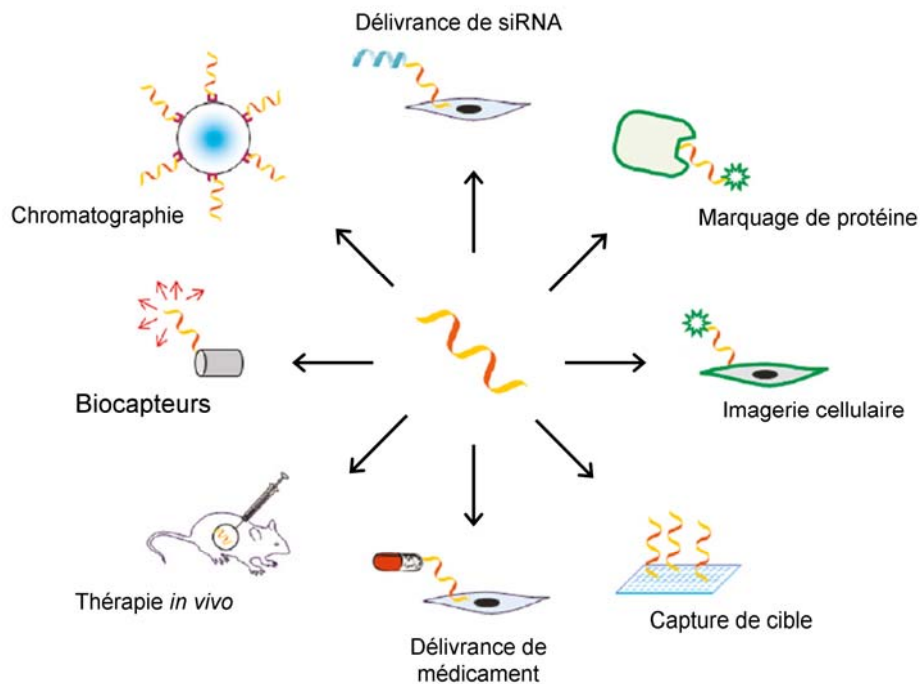 Délivrance de siRNA
Chromatographie
Marquage de protéine
Biocapteurs
Imagerie cellulaire
Thérapie in vivo
Capture de cible
Délivrance de
médicament